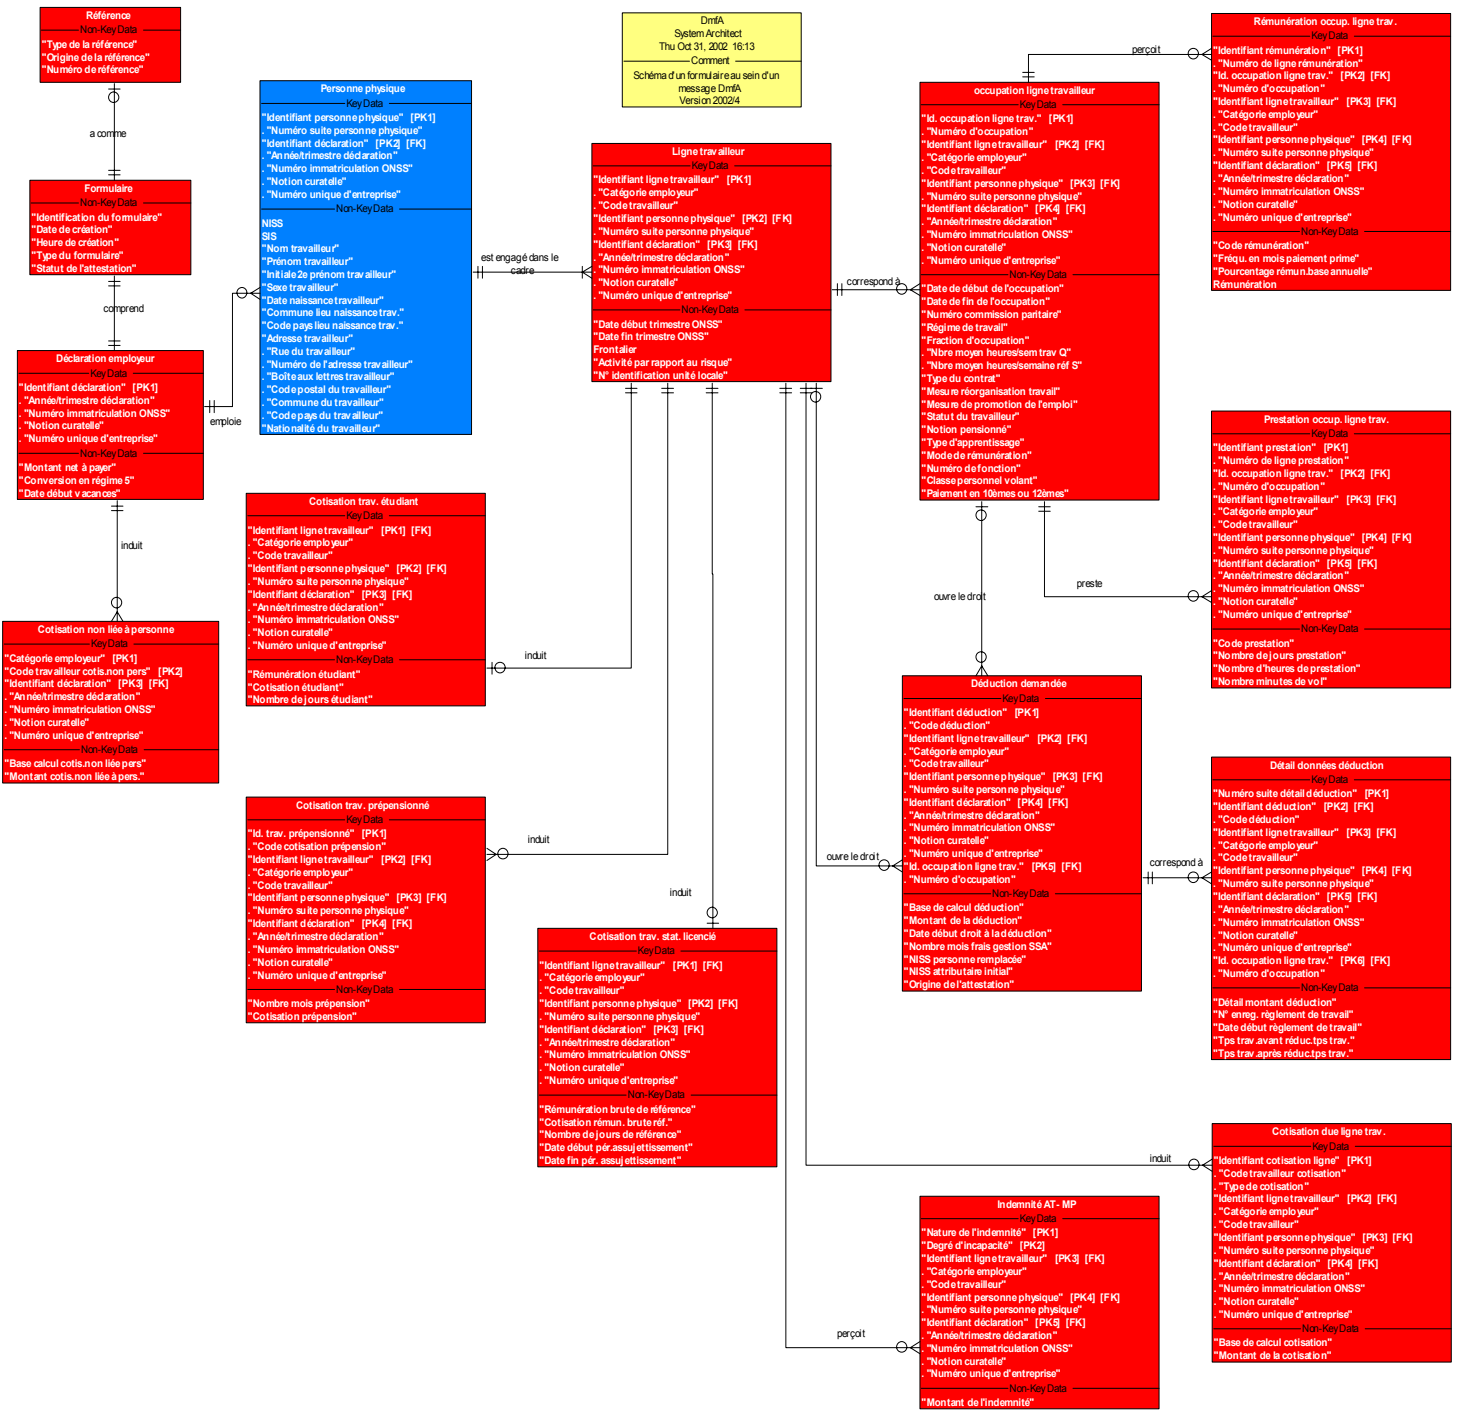 Référence
Non-Key Data
"Type de la référence"
"Origine de la référence"
"Numéro de référence"
a comme
Formulaire
Non-Key Data
"Identification du formulaire"
"Date de création"
"Heure de création"
"Type du formulaire"
"Statut de l'attestation"
comprend
Déclaration employeur
Key Data
"Identifiant déclaration" [PK1]
. "Année/trimestre déclaration"
. "Numéro immatriculation ONSS"
. "Notion curatelle"
. "Numéro unique d'entreprise"
Non-Key Data
"Montant net à payer"
"Conversion en régime 5"
"Date début vacances"
emploie
induit
Cotisation non liée à personne
Key Data
"Catégorie employeur" [PK1]
"Code travailleur cotis.non pers" [PK2]
"Identifiant déclaration" [PK3] [FK]
. "Année/trimestre déclaration"
. "Numéro immatriculation ONSS"
. "Notion curatelle"
. "Numéro unique d'entreprise"
Non-Key Data
"Base calcul cotis.non liée pers"
"Montant cotis.non liée à pers."
Personne physique
Key Data
"Identifiant personne physique" [PK1]
. "Numéro suite personne physique"
"Identifiant déclaration" [PK2] [FK]
. "Année/trimestre déclaration"
. "Numéro immatriculation ONSS"
. "Notion curatelle"
. "Numéro unique d'entreprise"
Non-Key Data
NISS
SIS
"Nom travailleur"
"Prénom travailleur"
"Initiale 2e prénom travailleur"
"Sexe travailleur"
"Date naissance travailleur"
"Commune lieu naissance trav."
"Code pays lieu naissance trav."
"Adresse travailleur"
. "Rue du travailleur"
. "Numéro de l'adresse travailleur"
. "Boîte aux lettres travailleur"
. "Code postal du travailleur"
. "Commune du travailleur"
. "Code pays du travailleur"
"Nationalité du travailleur"
est engagé dans le
cadre
Cotisation trav. étudiant
Key Data
"Identifiant ligne travailleur" [PK1] [FK]
. "Catégorie employeur"
. "Code travailleur"
"Identifiant personne physique" [PK2] [FK]
. "Numéro suite personne physique"
"Identifiant déclaration" [PK3] [FK]
. "Année/trimestre déclaration"
. "Numéro immatriculation ONSS"
. "Notion curatelle"
. "Numéro unique d'entreprise"
Non-Key Data
"Rémunération étudiant"
"Cotisation étudiant"
"Nombre de jours étudiant"
induit
Cotisation trav. prépensionné
Key Data
"Id. trav. prépensionné" [PK1]
. "Code cotisation prépension"
"Identifiant ligne travailleur" [PK2] [FK]
. "Catégorie employeur"
. "Code travailleur"
"Identifiant personne physique" [PK3] [FK]
. "Numéro suite personne physique"
"Identifiant déclaration" [PK4] [FK]
. "Année/trimestre déclaration"
. "Numéro immatriculation ONSS"
. "Notion curatelle"
. "Numéro unique d'entreprise"
Non-Key Data
"Nombre mois prépension"
"Cotisation prépension"
induit
DmfA
System Architect
Thu Oct 31, 2002 16:13
Comment
Schéma d'un formulaire au sein d'un
message DmfA
Version 2002/4
Ligne travailleur
Key Data
"Identifiant ligne travailleur" [PK1]
. "Catégorie employeur"
. "Code travailleur"
"Identifiant personne physique" [PK2] [FK]
. "Numéro suite personne physique"
"Identifiant déclaration" [PK3] [FK]
. "Année/trimestre déclaration"
. "Numéro immatriculation ONSS"
. "Notion curatelle"
. "Numéro unique d'entreprise"
Non-Key Data
"Date début trimestre ONSS"
"Date fin trimestre ONSS"
Frontalier
"Activité par rapport au risque"
"N° identification unité locale"
correspond à
induit
Cotisation trav. stat. licencié
Key Data
"Identifiant ligne travailleur" [PK1] [FK]
. "Catégorie employeur"
. "Code travailleur"
"Identifiant personne physique" [PK2] [FK]
. "Numéro suite personne physique"
"Identifiant déclaration" [PK3] [FK]
. "Année/trimestre déclaration"
. "Numéro immatriculation ONSS"
. "Notion curatelle"
. "Numéro unique d'entreprise"
Non-Key Data
"Rémunération brute de référence"
"Cotisation rémun. brute réf."
"Nombre de jours de référence"
"Date début pér.assujettissement"
"Date fin pér. assujettissement"
occupation ligne travailleur
Key Data
"Id. occupation ligne trav." [PK1]
. "Numéro d'occupation"
"Identifiant ligne travailleur" [PK2] [FK]
. "Catégorie employeur"
. "Code travailleur"
"Identifiant personne physique" [PK3] [FK]
. "Numéro suite personne physique"
"Identifiant déclaration" [PK4] [FK]
. "Année/trimestre déclaration"
. "Numéro immatriculation ONSS"
. "Notion curatelle"
. "Numéro unique d'entreprise"
Non-Key Data
"Date de début de l'occupation"
"Date de fin de l'occupation"
"Numéro commission paritaire"
"Régime de travail"
"Fraction d'occupation"
. "Nbre moyen heures/sem trav Q"
. "Nbre moyen heures/semaine réf S"
"Type du contrat"
"Mesure réorganisation travail"
"Mesure de promotion de l'emploi"
"Statut du travailleur"
"Notion pensionné"
"Type d'apprentissage"
"Mode de rémunération"
"Numéro de fonction"
"Classe personnel volant"
"Paiement en 10èmes ou 12èmes"
perçoit
preste
ouvre le droit
ouvre le droit
Déduction demandée
Key Data
"Identifiant déduction" [PK1]
. "Code déduction"
"Identifiant ligne travailleur" [PK2] [FK]
. "Catégorie employeur"
. "Code travailleur"
"Identifiant personne physique" [PK3] [FK]
. "Numéro suite personne physique"
"Identifiant déclaration" [PK4] [FK]
. "Année/trimestre déclaration"
. "Numéro immatriculation ONSS"
. "Notion curatelle"
. "Numéro unique d'entreprise"
"Id. occupation ligne trav." [PK5] [FK]
. "Numéro d'occupation"
Non-Key Data
"Base de calcul déduction"
"Montant de la déduction"
"Date début droit à la déduction"
"Nombre mois frais gestion SSA"
"NISS personne remplacée"
"NISS attributaire initial"
"Origine de l'attestation"
correspond à
induit
perçoit
Indemnité AT- MP
Key Data
"Nature de l'indemnité" [PK1]
"Degré d'incapacité" [PK2]
"Identifiant ligne travailleur" [PK3] [FK]
. "Catégorie employeur"
. "Code travailleur"
"Identifiant personne physique" [PK4] [FK]
. "Numéro suite personne physique"
"Identifiant déclaration" [PK5] [FK]
. "Année/trimestre déclaration"
. "Numéro immatriculation ONSS"
. "Notion curatelle"
. "Numéro unique d'entreprise"
Non-Key Data
"Montant de l'indemnité"
Rémunération occup. ligne trav.
Key Data
"Identifiant rémunération" [PK1]
. "Numéro de ligne rémunération"
"Id. occupation ligne trav." [PK2] [FK]
. "Numéro d'occupation"
"Identifiant ligne travailleur" [PK3] [FK]
. "Catégorie employeur"
. "Code travailleur"
"Identifiant personne physique" [PK4] [FK]
. "Numéro suite personne physique"
"Identifiant déclaration" [PK5] [FK]
. "Année/trimestre déclaration"
. "Numéro immatriculation ONSS"
. "Notion curatelle"
. "Numéro unique d'entreprise"
Non-Key Data
"Code rémunération"
"Fréqu. en mois paiement prime"
"Pourcentage rémun.base annuelle"
Rémunération
Prestation occup. ligne trav.
Key Data
"Identifiant prestation" [PK1]
. "Numéro de ligne prestation"
"Id. occupation ligne trav." [PK2] [FK]
. "Numéro d'occupation"
"Identifiant ligne travailleur" [PK3] [FK]
. "Catégorie employeur"
. "Code travailleur"
"Identifiant personne physique" [PK4] [FK]
. "Numéro suite personne physique"
"Identifiant déclaration" [PK5] [FK]
. "Année/trimestre déclaration"
. "Numéro immatriculation ONSS"
. "Notion curatelle"
. "Numéro unique d'entreprise"
Non-Key Data
"Code prestation"
"Nombre de jours prestation"
"Nombre d'heures de prestation"
"Nombre minutes de vol"
Détail données déduction
Key Data
"Numéro suite détail déduction" [PK1]
"Identifiant déduction" [PK2] [FK]
. "Code déduction"
"Identifiant ligne travailleur" [PK3] [FK]
. "Catégorie employeur"
. "Code travailleur"
"Identifiant personne physique" [PK4] [FK]
. "Numéro suite personne physique"
"Identifiant déclaration" [PK5] [FK]
. "Année/trimestre déclaration"
. "Numéro immatriculation ONSS"
. "Notion curatelle"
. "Numéro unique d'entreprise"
"Id. occupation ligne trav." [PK6] [FK]
. "Numéro d'occupation"
Non-Key Data
"Détail montant déduction"
"N° enreg. règlement de travail"
"Date début règlement de travail"
"Tps trav.avant réduc.tps trav."
"Tps trav.après réduc.tps trav."
Cotisation due ligne trav.
Key Data
"Identifiant cotisation ligne" [PK1]
. "Code travailleur cotisation"
. "Type de cotisation"
"Identifiant ligne travailleur" [PK2] [FK]
. "Catégorie employeur"
. "Code travailleur"
"Identifiant personne physique" [PK3] [FK]
. "Numéro suite personne physique"
"Identifiant déclaration" [PK4] [FK]
. "Année/trimestre déclaration"
. "Numéro immatriculation ONSS"
. "Notion curatelle"
. "Numéro unique d'entreprise"
Non-Key Data
"Base de calcul cotisation"
"Montant de la cotisation"